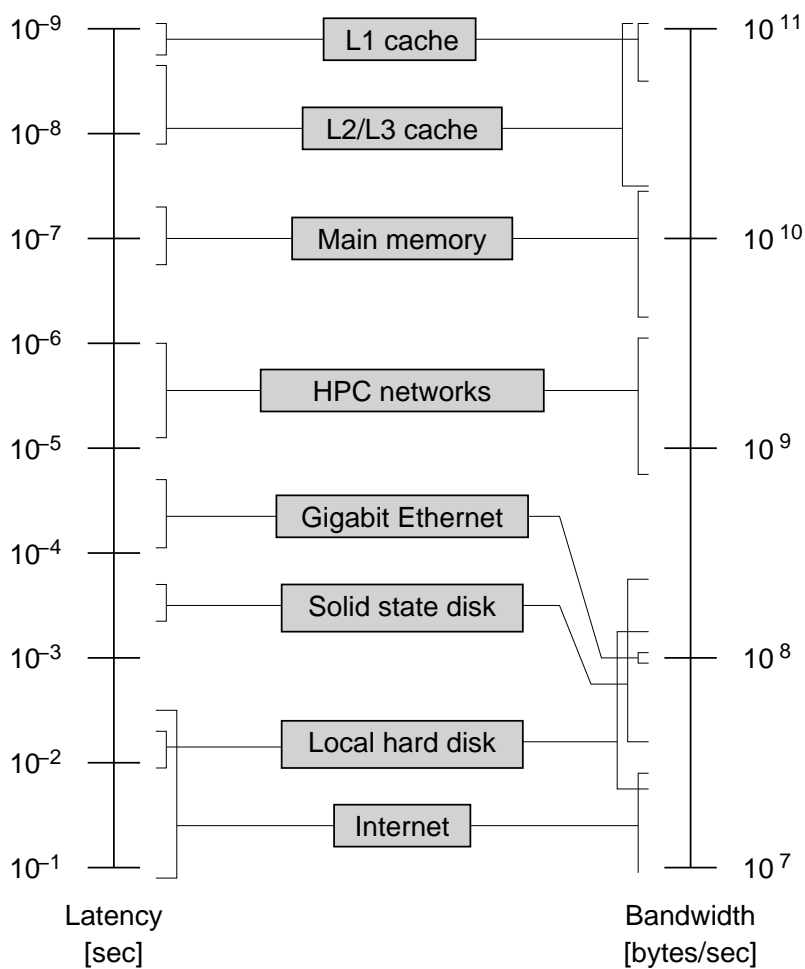 10⁻⁹ L1 cache 10¹¹
10⁻⁸ L2/L3 cache
10⁻⁷ Main memory 10¹⁰
10⁻⁶
HPC networks
10⁻⁵ 10⁹
Gigabit Ethernet
10⁻⁴
Solid state disk
10⁻³ 10⁸
Local hard disk
10⁻²
Internet
10⁻¹ 10⁷
Latency Bandwidth
[sec] [bytes/sec]